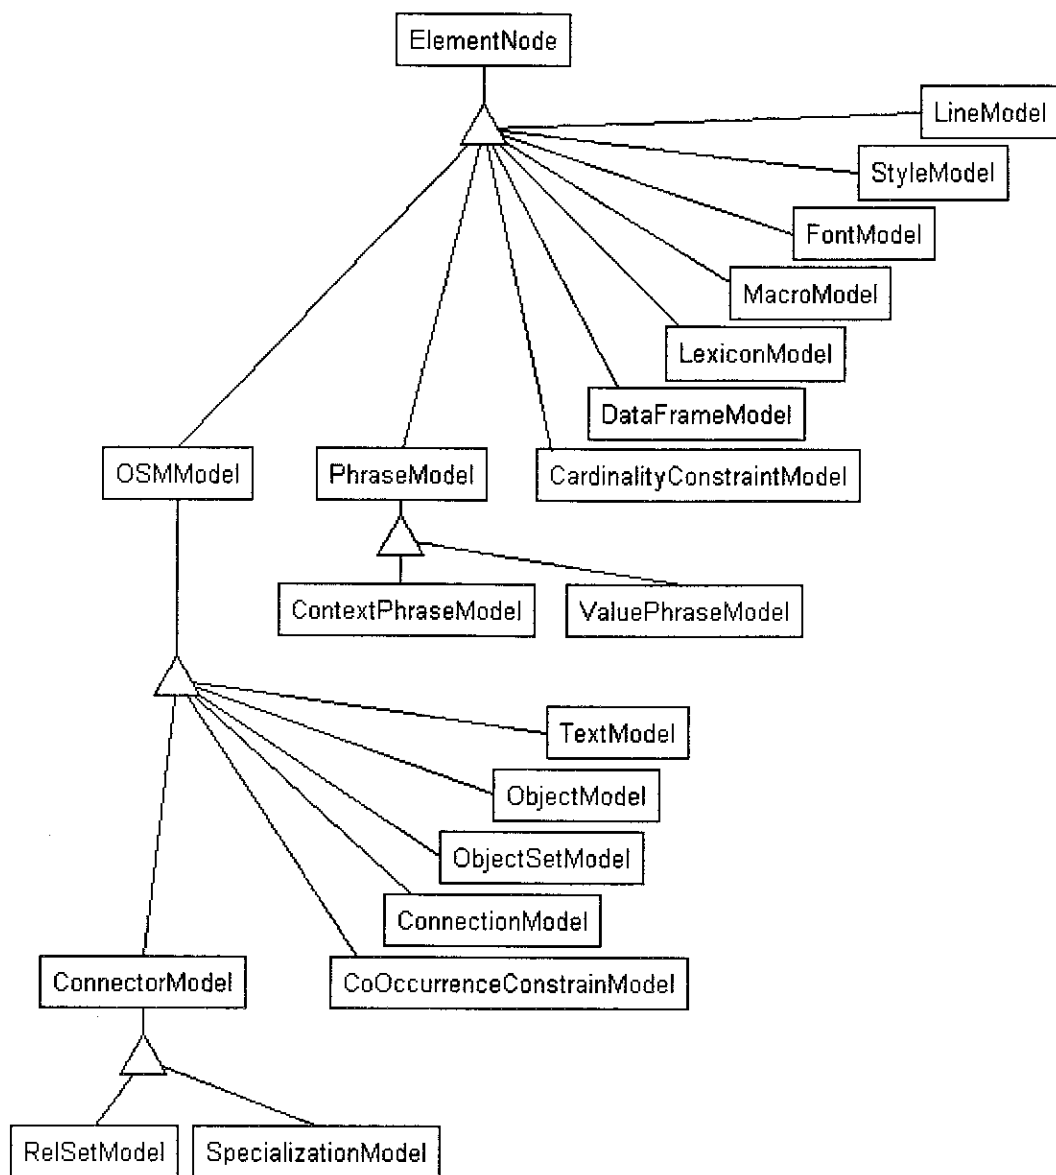 ElementNode
LineModel
StyleModel
FontModel
MacroModel
LexiconModel
DataFrameModel
OSMModel
PhraseModel
CardinalityConstraintModel
ContextPhraseModel
ValuePhraseModel
TextModel
ObjectModel
ObjectSetModel
ConnectionModel
ConnectorModel
CoOccurrenceConstrainModel
RelSetModel
SpecializationModel